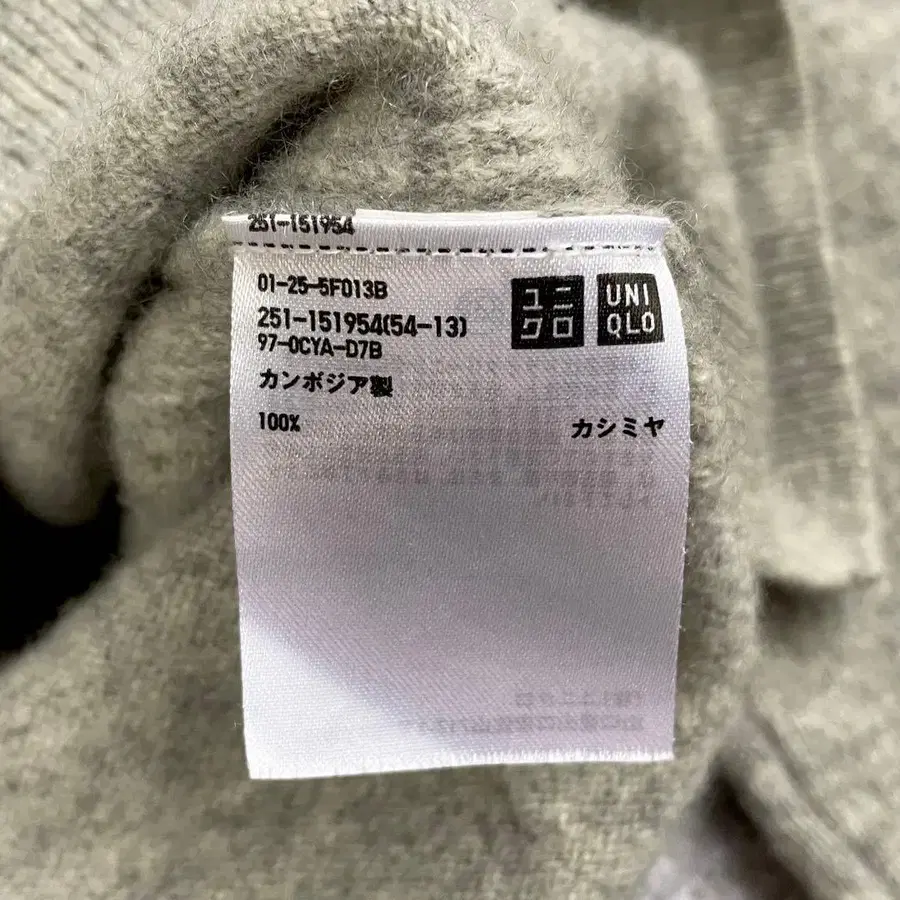 251-151954
01-25-5F013B
251-151954(54-13)
97-0CYA-D7B
カンボジア製
100% カシミヤ
ユニ
クロ
UNI
QLO